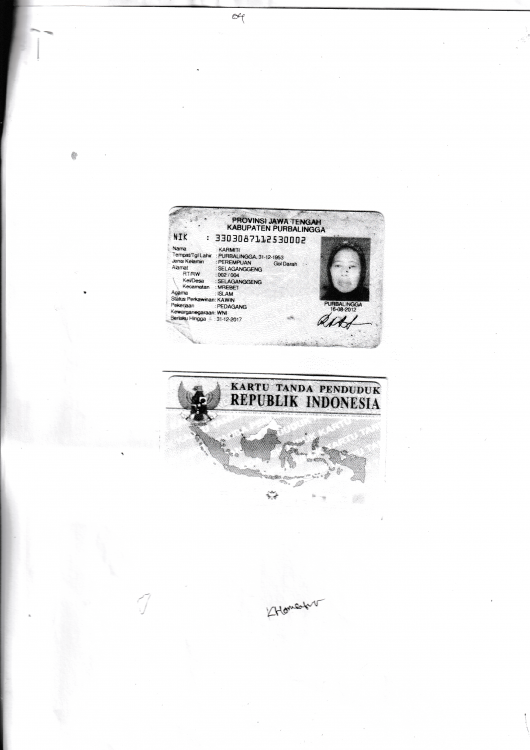 04
PROVINSI JAWA TENGAH
KABUPATEN PURBALINGGA
NIK : 3303087112530002
Nama : KARMITI
Tempat/Tgl Lahir : PURBALINGGA, 31-12-1953
Jenis Kelamin : PEREMPUAN Gol Darah
Alamat : SELAGANGGENG
RT/RW : 002 / 004
Kel/Desa : SELAGANGGENG
Kecamatan : MREBET
Agama : ISLAM
Status Perkawinan : KAWIN
Pekerjaan : PEDAGANG
Kewarganegaraan : WNI
Berlaku Hingga : 31-12-2017
PURBALINGGA
16-08-2012
KARTU TANDA PENDUDUK
REPUBLIK INDONESIA